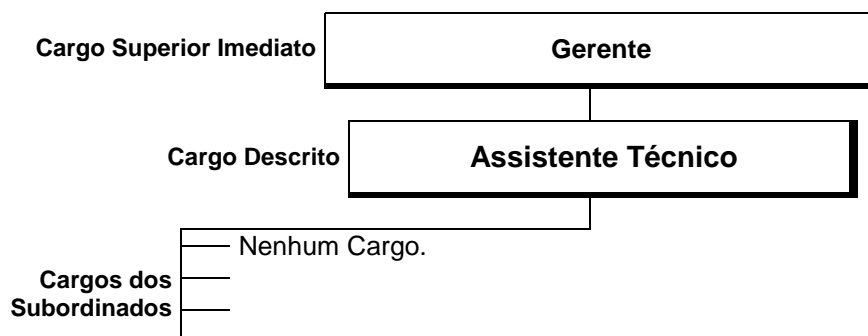 Cargo Superior Imediato
Gerente
Cargo Descrito
Assistente Técnico
Nenhum Cargo.
Cargos dos
Subordinados